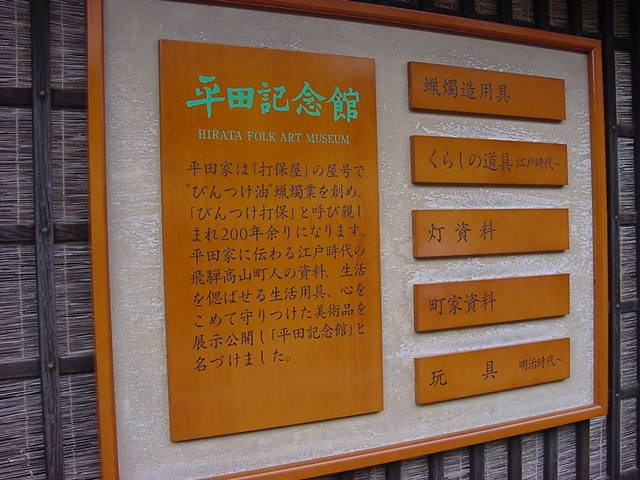 平田記念館
HIRATA FOLK ART MUSEUM
平田家は「打保屋」の屋号で
"びんつけ油"蝋燭業を創め、
「びんつけ打保」と呼び親し
まれ200年余りになります。
平田家に伝わる江戸時代の
飛騨高山町人の資料、生活
を偲ばせる生活用具、心を
こめて守りつけた美術品を
展示公開し「平田記念館」と
名づけました。
蝋燭造用具
くらしの道具 江戸時代〜
灯資料
町家資料
玩具 明治時代〜